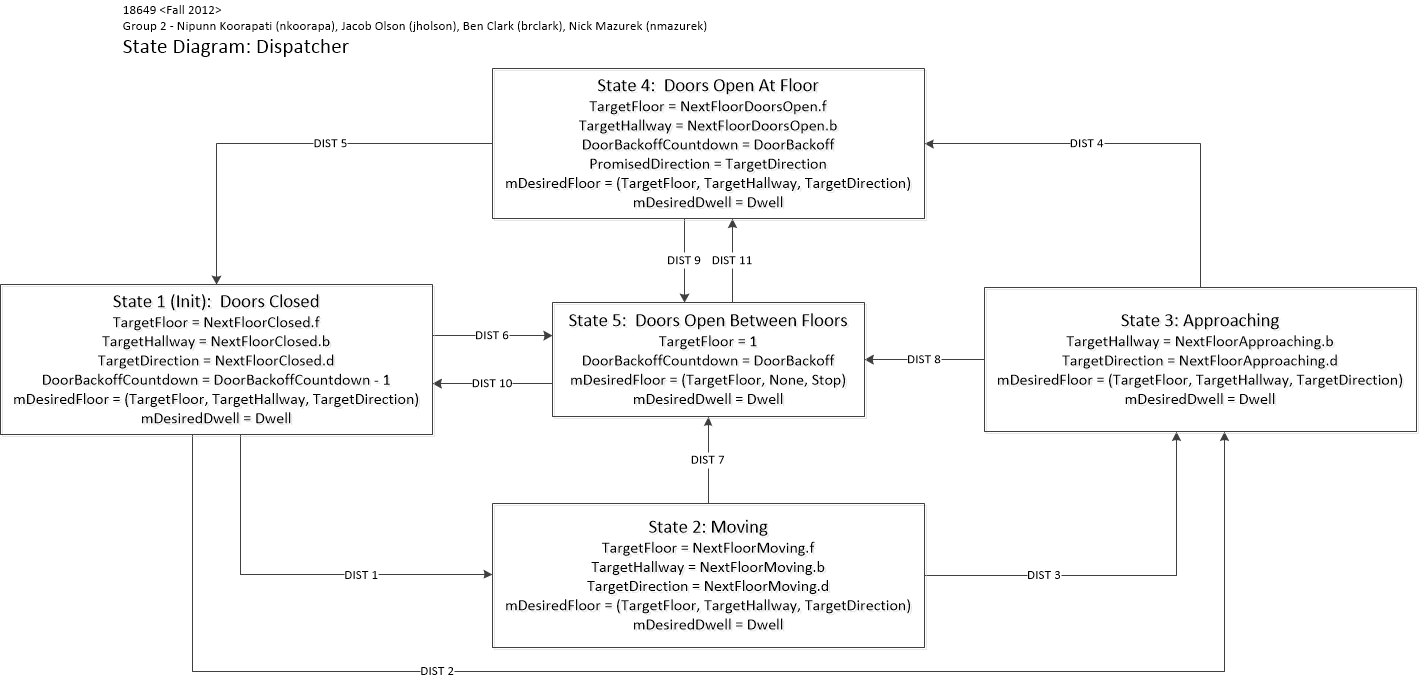 18649 <Fall 2012>
Group 2 - Nipunn Koorapati (nkoorapa), Jacob Olson (jholson), Ben Clark (brclark), Nick Mazurek (nmazurek)
State Diagram: Dispatcher
State 4:  Doors Open At Floor
TargetFloor = NextFloorDoorsOpen.f
TargetHallway = NextFloorDoorsOpen.b
DoorBackoffCountdown = DoorBackoff
PromisedDirection = TargetDirection
mDesiredFloor = (TargetFloor, TargetHallway, TargetDirection)
mDesiredDwell = Dwell
DIST 5
DIST 4
DIST 9
DIST 11
State 1 (Init):  Doors Closed
TargetFloor = NextFloorClosed.f
TargetHallway = NextFloorClosed.b
TargetDirection = NextFloorClosed.d
DoorBackoffCountdown = DoorBackoffCountdown - 1
mDesiredFloor = (TargetFloor, TargetHallway, TargetDirection)
mDesiredDwell = Dwell
DIST 6
DIST 10
State 5:  Doors Open Between Floors
TargetFloor = 1
DoorBackoffCountdown = DoorBackoff
mDesiredFloor = (TargetFloor, None, Stop)
mDesiredDwell = Dwell
DIST 8
State 3: Approaching
TargetHallway = NextFloorApproaching.b
TargetDirection = NextFloorApproaching.d
mDesiredFloor = (TargetFloor, TargetHallway, TargetDirection)
mDesiredDwell = Dwell
DIST 7
State 2: Moving
TargetFloor = NextFloorMoving.f
TargetHallway = NextFloorMoving.b
TargetDirection = NextFloorMoving.d
mDesiredFloor = (TargetFloor, TargetHallway, TargetDirection)
mDesiredDwell = Dwell
DIST 1
DIST 3
DIST 2